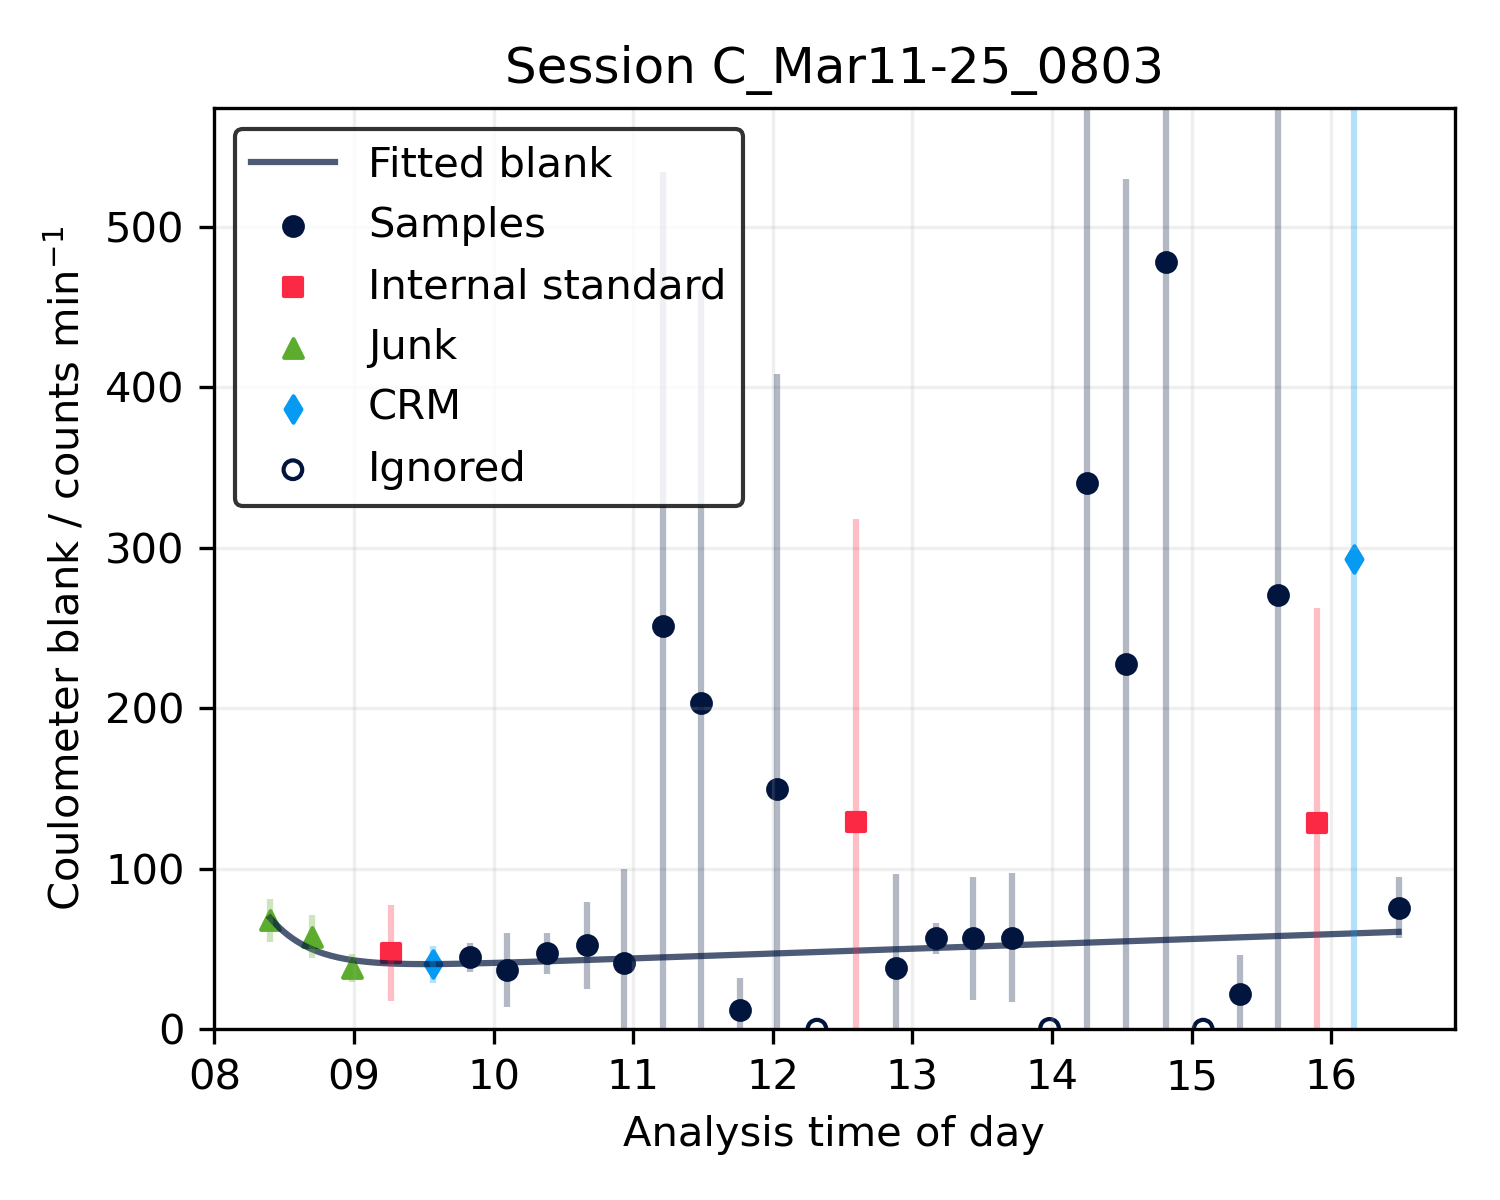 Session C_Mar11-25_0803
Fitted blank
Samples
Internal standard
Junk
CRM
Ignored
Coulometer blank / counts min⁻¹
500
400
300
200
100
0
08 09 10 11 12 13 14 15 16
Analysis time of day